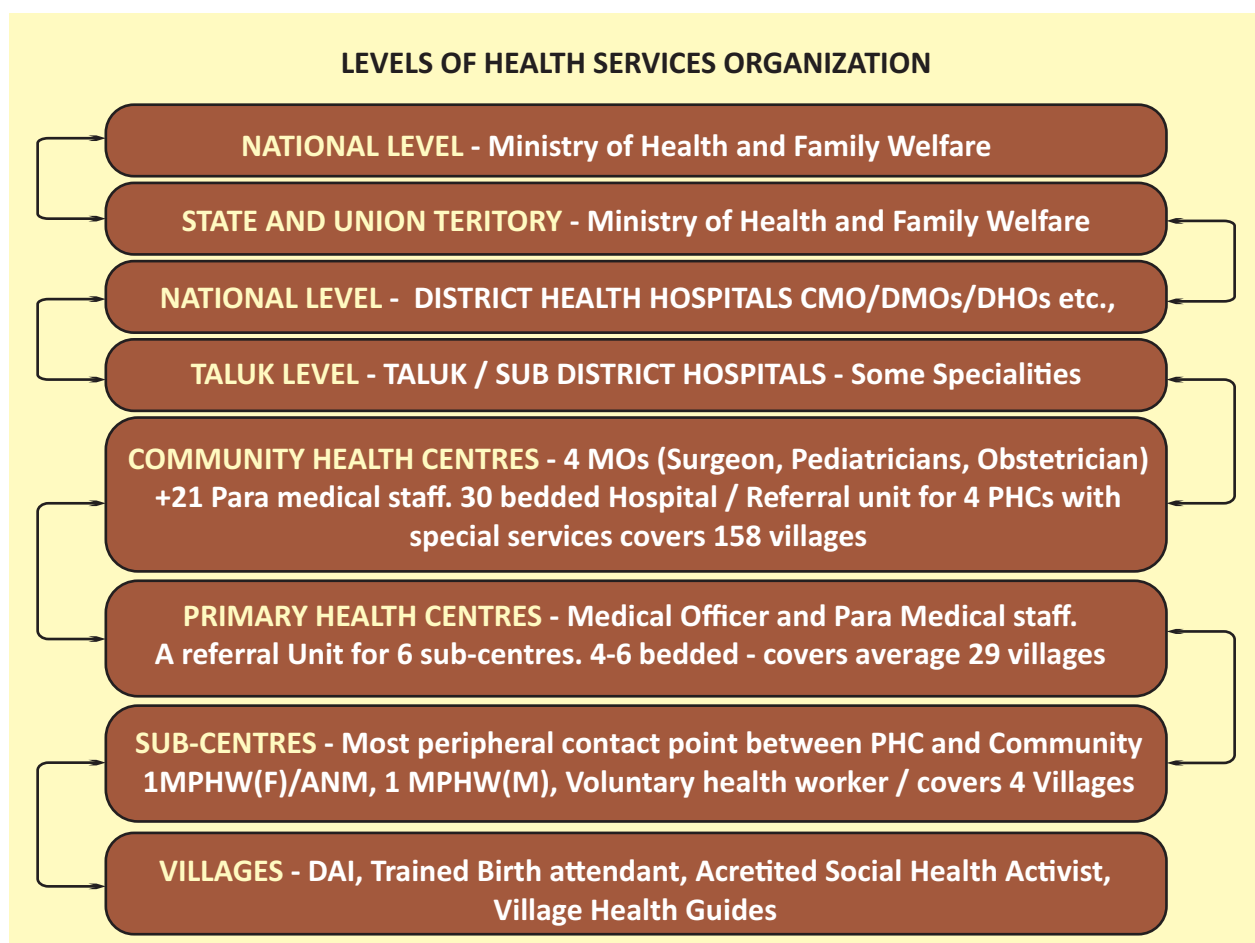 LEVELS OF HEALTH SERVICES ORGANIZATION
NATIONAL LEVEL - Ministry of Health and Family Welfare
STATE AND UNION TERITORY - Ministry of Health and Family Welfare
NATIONAL LEVEL - DISTRICT HEALTH HOSPITALS CMO/DMOs/DHOs etc.,
TALUK LEVEL - TALUK / SUB DISTRICT HOSPITALS - Some Specialities
COMMUNITY HEALTH CENTRES - 4 MOs (Surgeon, Pediatricians, Obstetrician)
+21 Para medical staff. 30 bedded Hospital / Referral unit for 4 PHCs with
special services covers 158 villages
PRIMARY HEALTH CENTRES - Medical Officer and Para Medical staff.
A referral Unit for 6 sub-centres. 4-6 bedded - covers average 29 villages
SUB-CENTRES - Most peripheral contact point between PHC and Community
1MPHW(F)/ANM, 1 MPHW(M), Voluntary health worker / covers 4 Villages
VILLAGES - DAI, Trained Birth attendant, Acretited Social Health Activist,
Village Health Guides